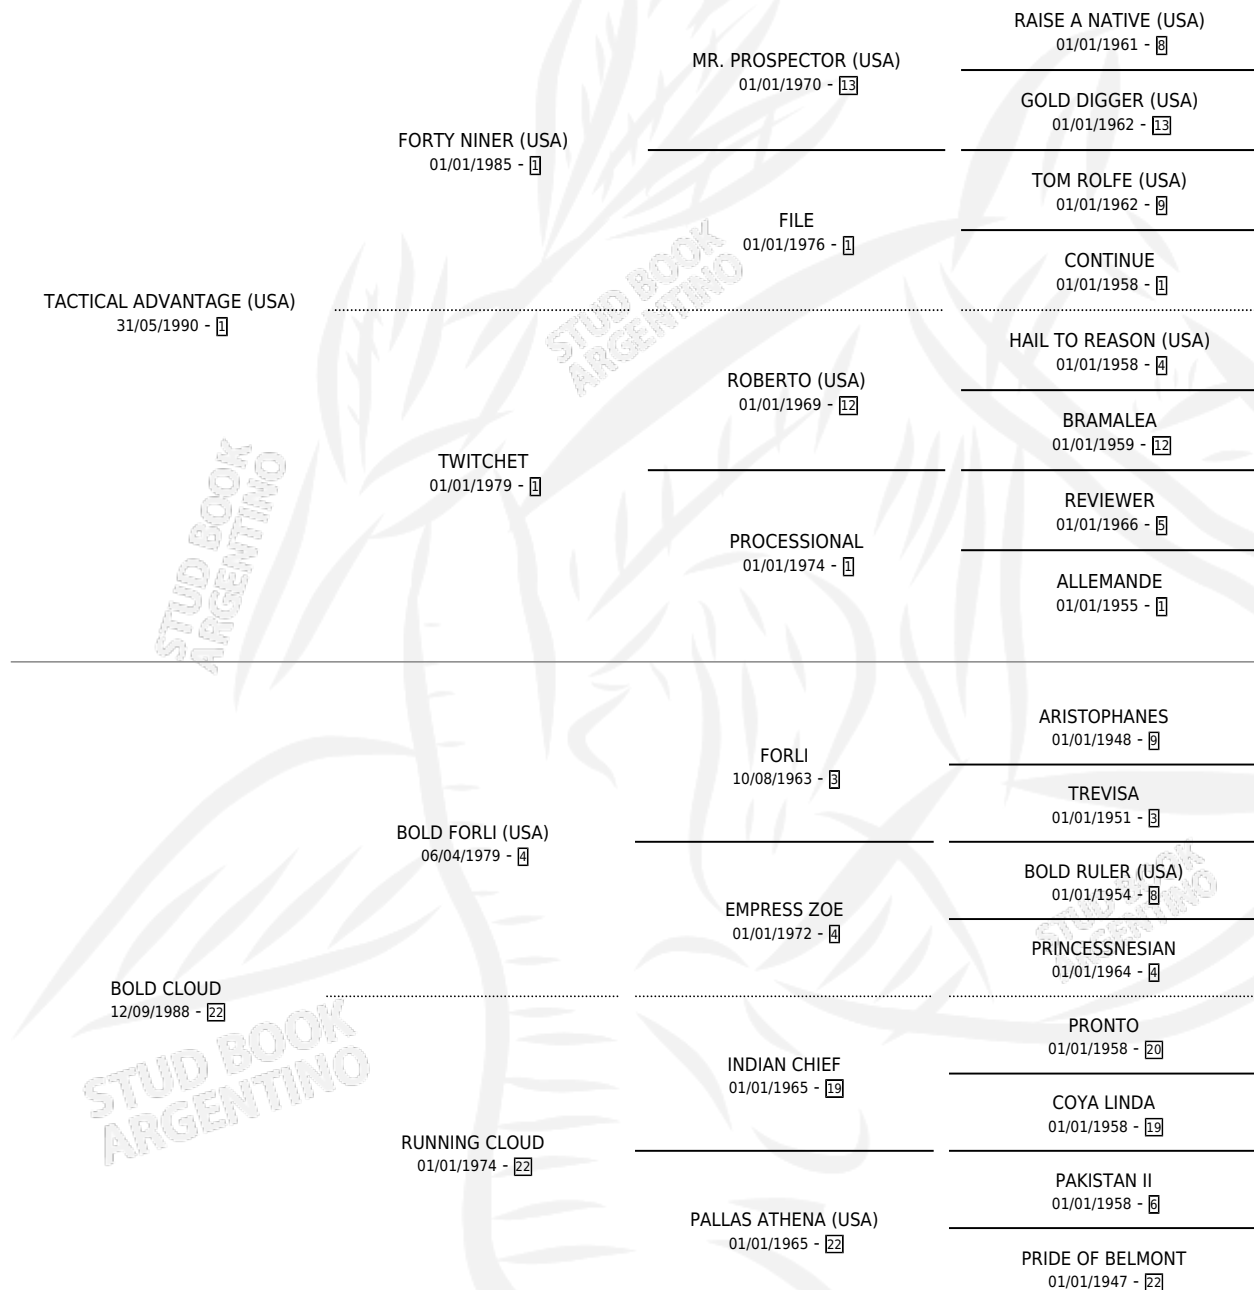 RAISE A NATIVE (USA)
01/01/1961 - 8
MR. PROSPECTOR (USA)
01/01/1970 - 13
GOLD DIGGER (USA)
01/01/1962 - 13
FORTY NINER (USA)
01/01/1985 - 1
TOM ROLFE (USA)
01/01/1962 - 9
FILE
01/01/1976 - 1
CONTINUE
01/01/1958 - 1
TACTICAL ADVANTAGE (USA)
31/05/1990 - 1
STUD BOOK
ARGENTINO
HAIL TO REASON (USA)
01/01/1958 - 4
ROBERTO (USA)
01/01/1969 - 12
BRAMALEA
01/01/1959 - 12
TWITCHET
01/01/1979 - 1
REVIEWER
01/01/1966 - 5
PROCESSIONAL
01/01/1974 - 1
ALLEMANDE
01/01/1955 - 1
STUD BOOK
ARGENTINO
ARISTOPHANES
01/01/1948 - 9
FORLI
10/08/1963 - 3
TREVISA
01/01/1951 - 3
BOLD FORLI (USA)
06/04/1979 - 4
BOLD RULER (USA)
01/01/1954 - 8
STUD BOOK
ARGENTINO
EMPRESS ZOE
01/01/1972 - 4
PRINCESSNESIAN
01/01/1964 - 4
BOLD CLOUD
12/09/1988 - 22
STUD BOOK
ARGENTINO
PRONTO
01/01/1958 - 20
INDIAN CHIEF
01/01/1965 - 19
COYA LINDA
01/01/1958 - 19
RUNNING CLOUD
01/01/1974 - 22
PAKISTAN II
01/01/1958 - 6
PALLAS ATHENA (USA)
01/01/1965 - 22
PRIDE OF BELMONT
01/01/1947 - 22